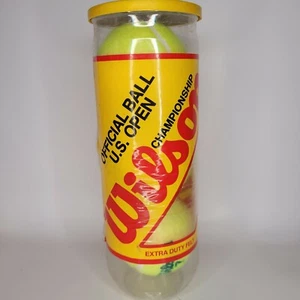 OFFICIAL BALL
U.S. OPEN
CHAMPIONSHIP
Wilson
EXTRA DUTY